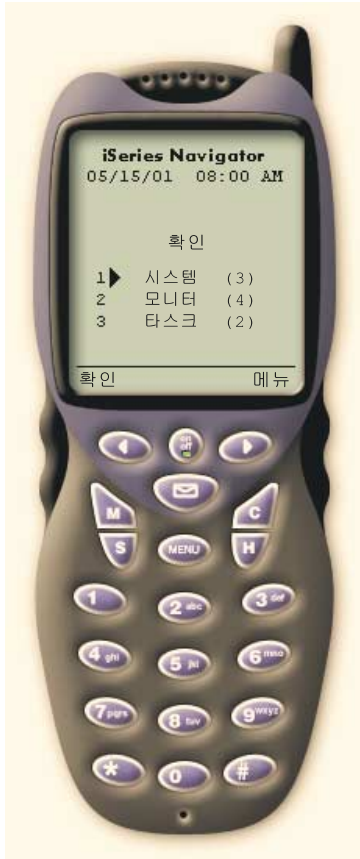 iSeries Navigator
05/15/01 08:00 AM
확인
1 시스템 (3)
2 모니터 (4)
3 타스크 (2)
확인 메뉴
on
off
M C
S MENU H
1 2 abc 3 def
4 ghi 5 jkl 6 mno
7 pqrs 8 tuv 9 wxyz
* 0 #